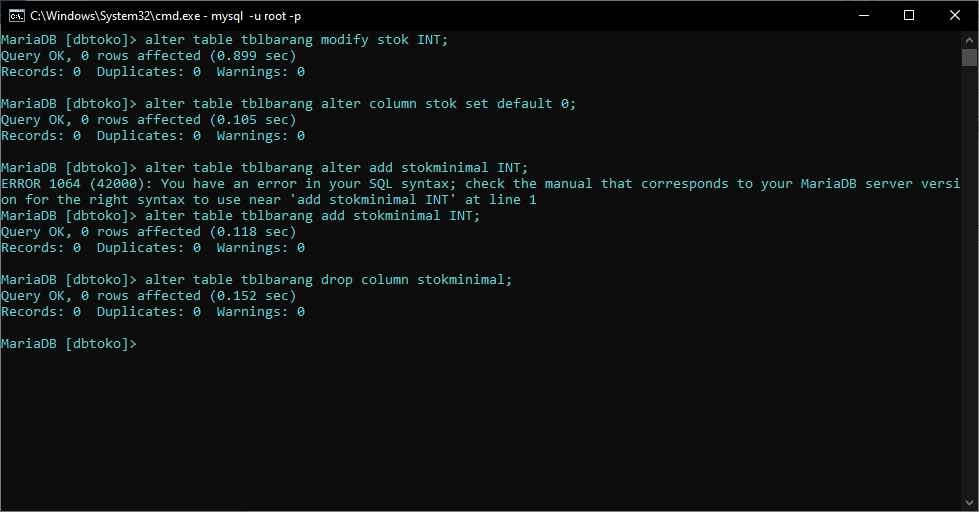 C:\Windows\System32\cmd.exe - mysql  -u root -p
MariaDB [dbtoko]> alter table tblbarang modify stok INT;
Query OK, 0 rows affected (0.899 sec)
Records: 0  Duplicates: 0  Warnings: 0
MariaDB [dbtoko]> alter table tblbarang alter column stok set default 0;
Query OK, 0 rows affected (0.105 sec)
Records: 0  Duplicates: 0  Warnings: 0
MariaDB [dbtoko]> alter table tblbarang alter add stokminimal INT;
ERROR 1064 (42000): You have an error in your SQL syntax; check the manual that corresponds to your MariaDB server versi
on for the right syntax to use near 'add stokminimal INT' at line 1
MariaDB [dbtoko]> alter table tblbarang add stokminimal INT;
Query OK, 0 rows affected (0.118 sec)
Records: 0  Duplicates: 0  Warnings: 0
MariaDB [dbtoko]> alter table tblbarang drop column stokminimal;
Query OK, 0 rows affected (0.152 sec)
Records: 0  Duplicates: 0  Warnings: 0
MariaDB [dbtoko]>